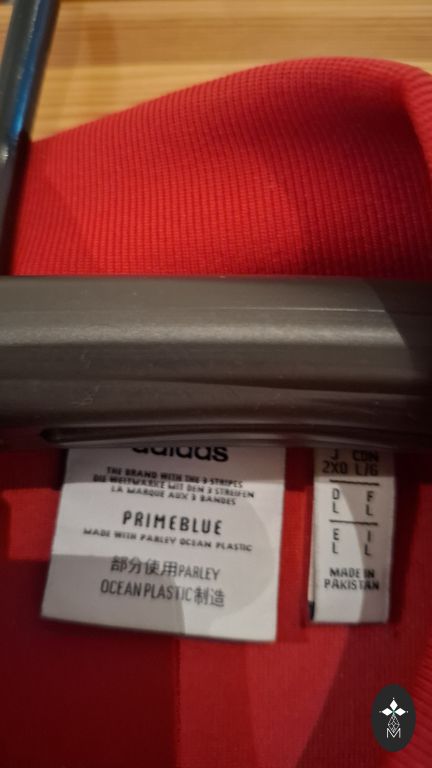 adidas
THE BRAND WITH THE 3 STRIPES
DIE WELTMARKE MIT DEN 3 STREIFEN
LA MARQUE AUX 3 BANDES
PRIMEBLUE
MADE WITH PARLEY OCEAN PLASTIC
部分使用PARLEY
OCEAN PLASTIC制造
J CDN
2XO L/G
D F
L L
E I
L L
MADE IN
PAKISTAN
M